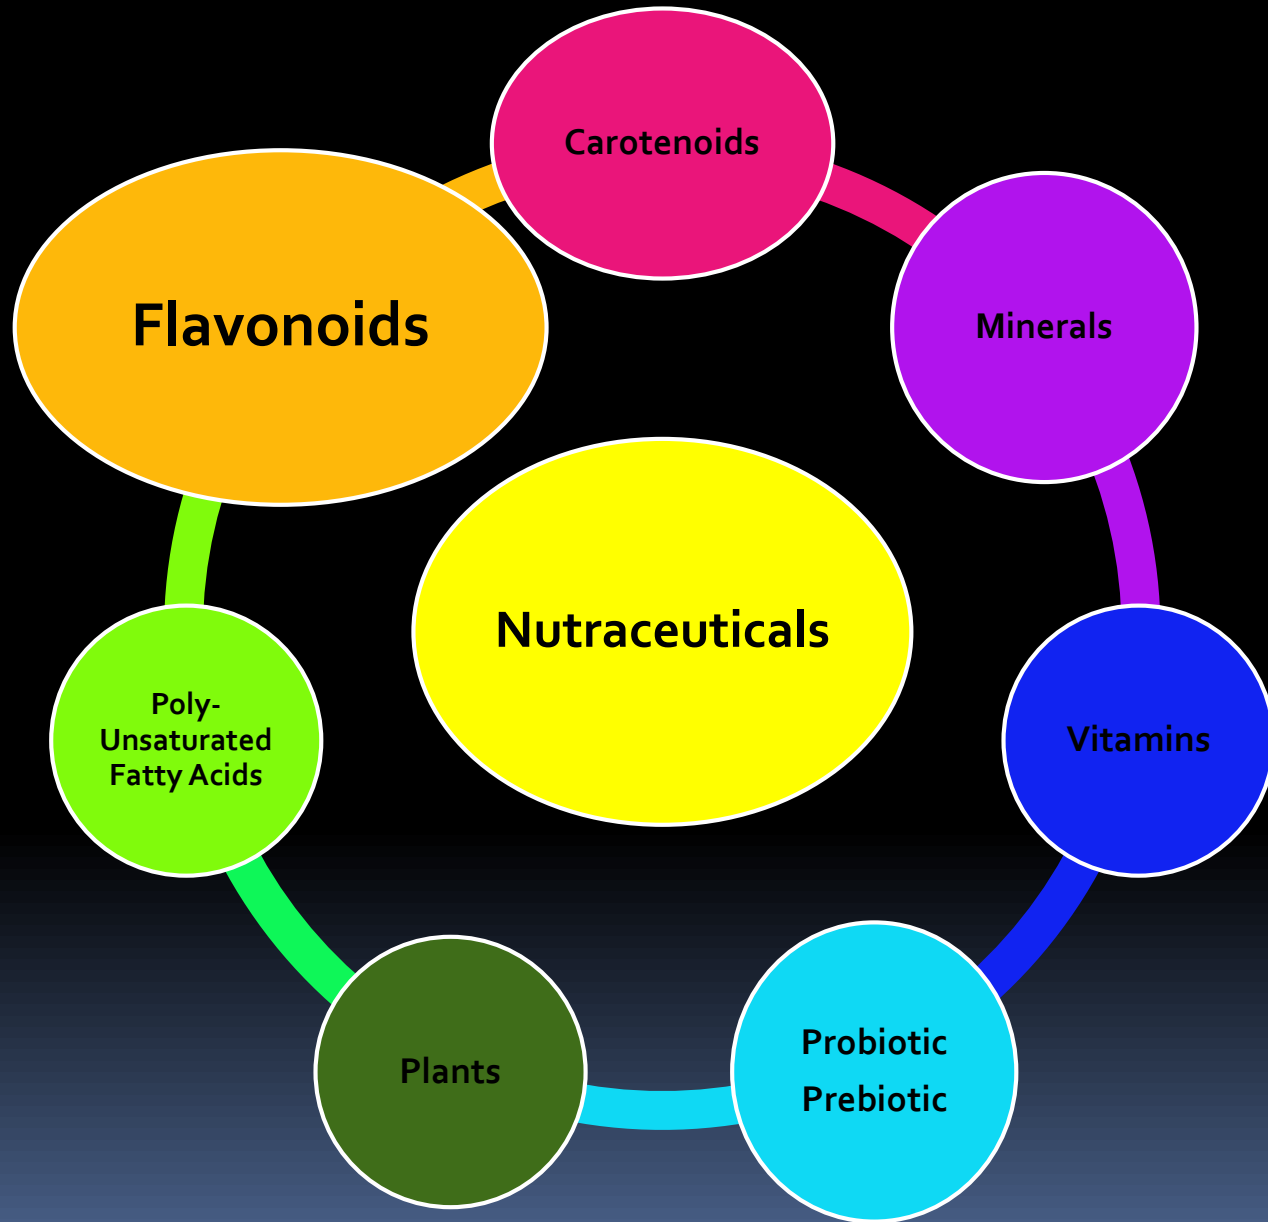 Carotenoids
Flavonoids
Minerals
Nutraceuticals
Poly-
Unsaturated
Fatty Acids
Vitamins
Probiotic
Prebiotic
Plants